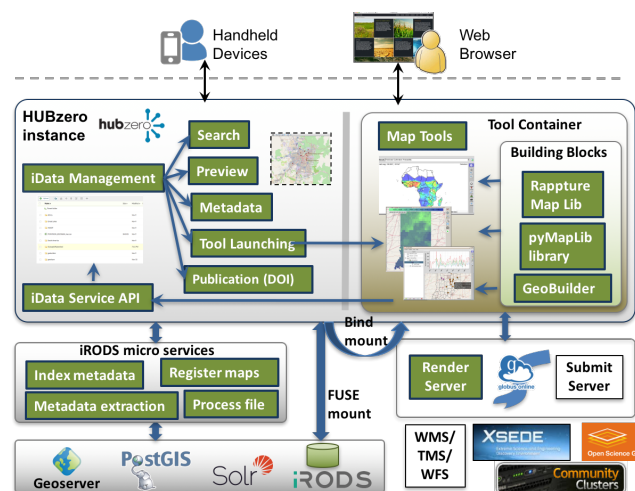 Handheld
Devices
Web
Browser
HUBzero
instance
hubzero
Search
Preview
iData Management
Metadata
Tool Launching
Publication (DOI)
iData Service API
Tool Container
Map Tools
Building Blocks
Rappture
Map Lib
pyMapLib
library
GeoBuilder
Bind
mount
iRODS micro services
Index metadata
Register maps
Metadata extraction
Process file
FUSE
mount
Render
Server
globus online
Submit
Server
Geoserver
PostGIS
Solr
iRODS
WMS/
TMS/
WFS
XSEDE
Open Science G
Community
Clusters